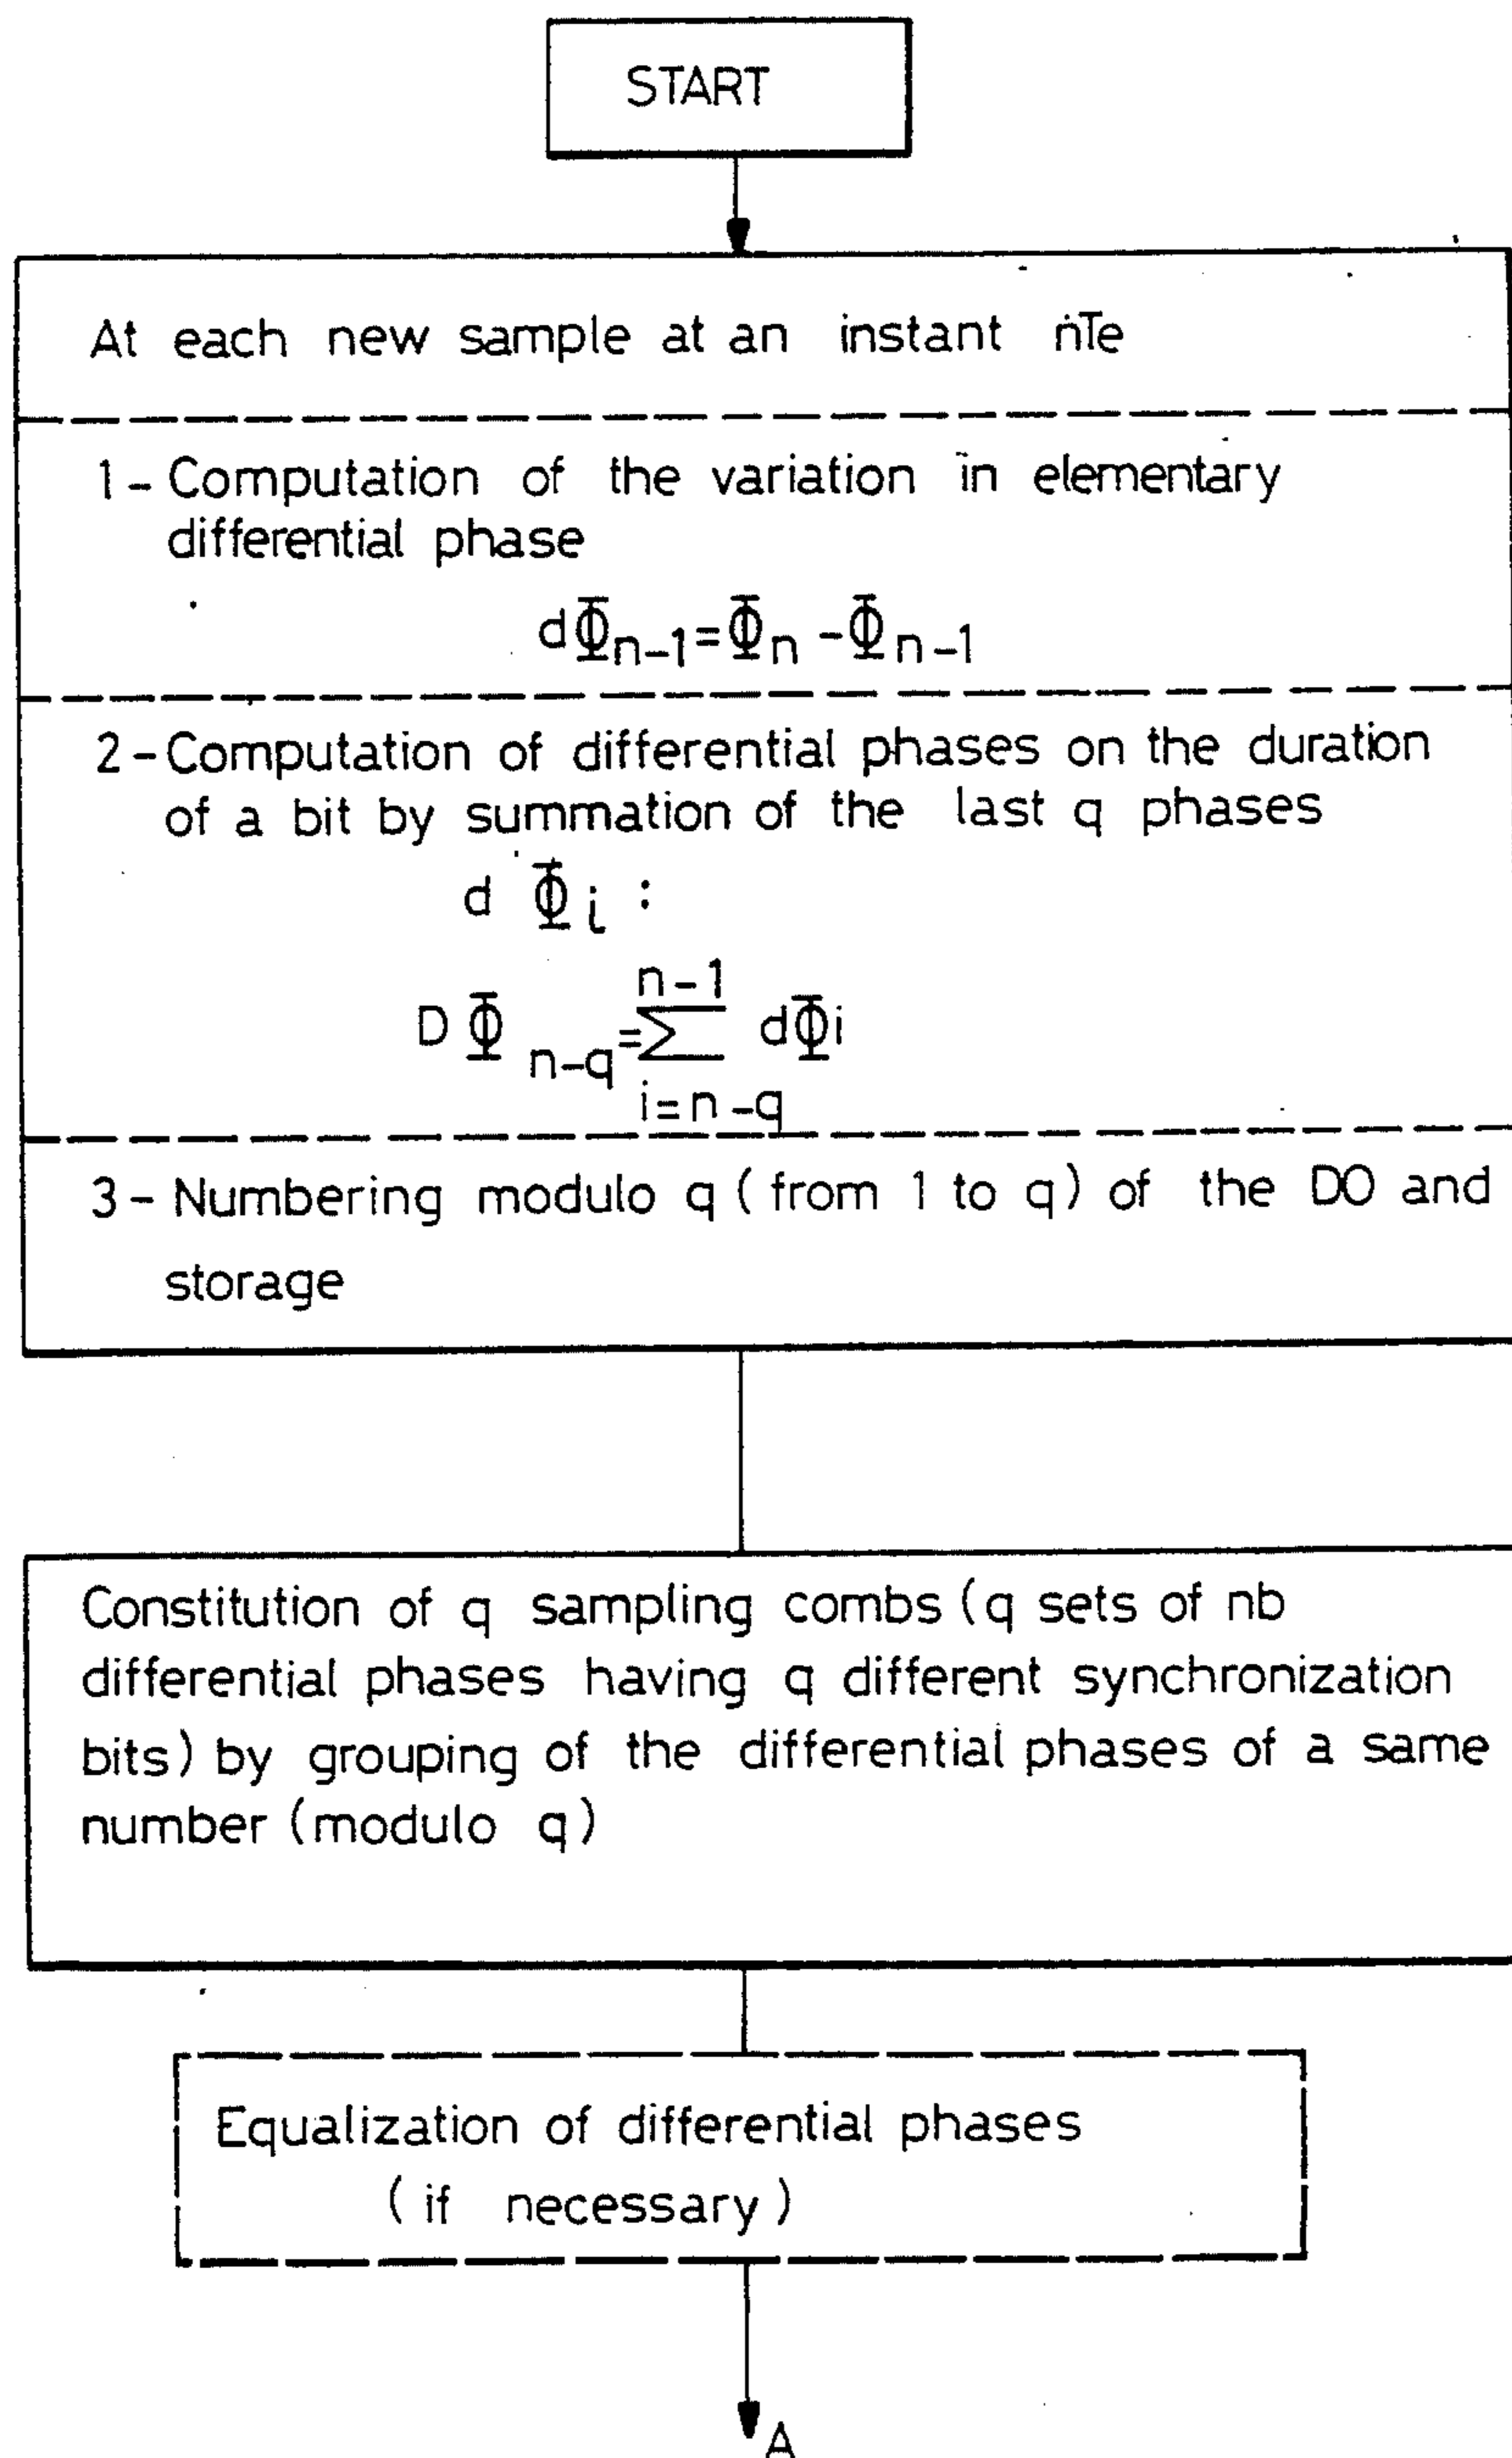 START
At each new sample at an instant nTe
1 - Computation of the variation in elementary
differential phase
dΦn-1 = Φn - Φn-1
2 - Computation of differential phases on the duration
of a bit by summation of the last q phases
d Φi :
n-1
D Φ n-q = ∑ dΦi
i=n-q
3 - Numbering modulo q (from 1 to q) of the DO and
storage
Constitution of q sampling combs (q sets of nb
differential phases having q different synchronization
bits) by grouping of the differential phases of a same
number (modulo q)
Equalization of differential phases
(if necessary)
A